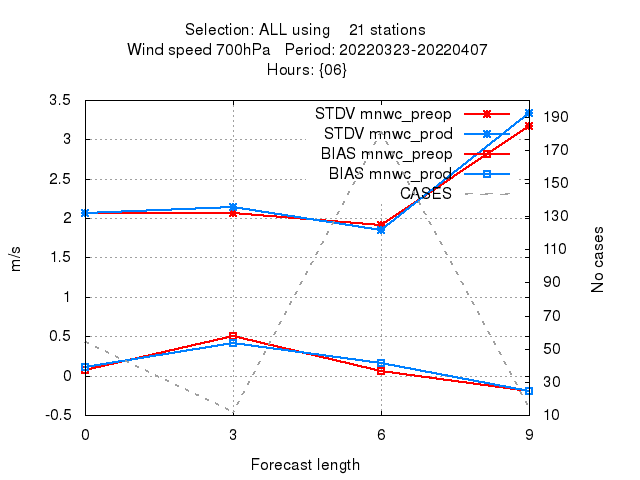 Selection: ALL using    21 stations
Wind speed 700hPa   Period: 20220323-20220407
Hours: {06}
STDV mnwc_preop
STDV mnwc_prod
BIAS mnwc_preop
BIAS mnwc_prod
CASES
3.5
3
2.5
2
1.5
1
0.5
0
-0.5
m/s
190
170
150
130
110
90
70
50
30
10
No cases
0 3 6 9
Forecast length